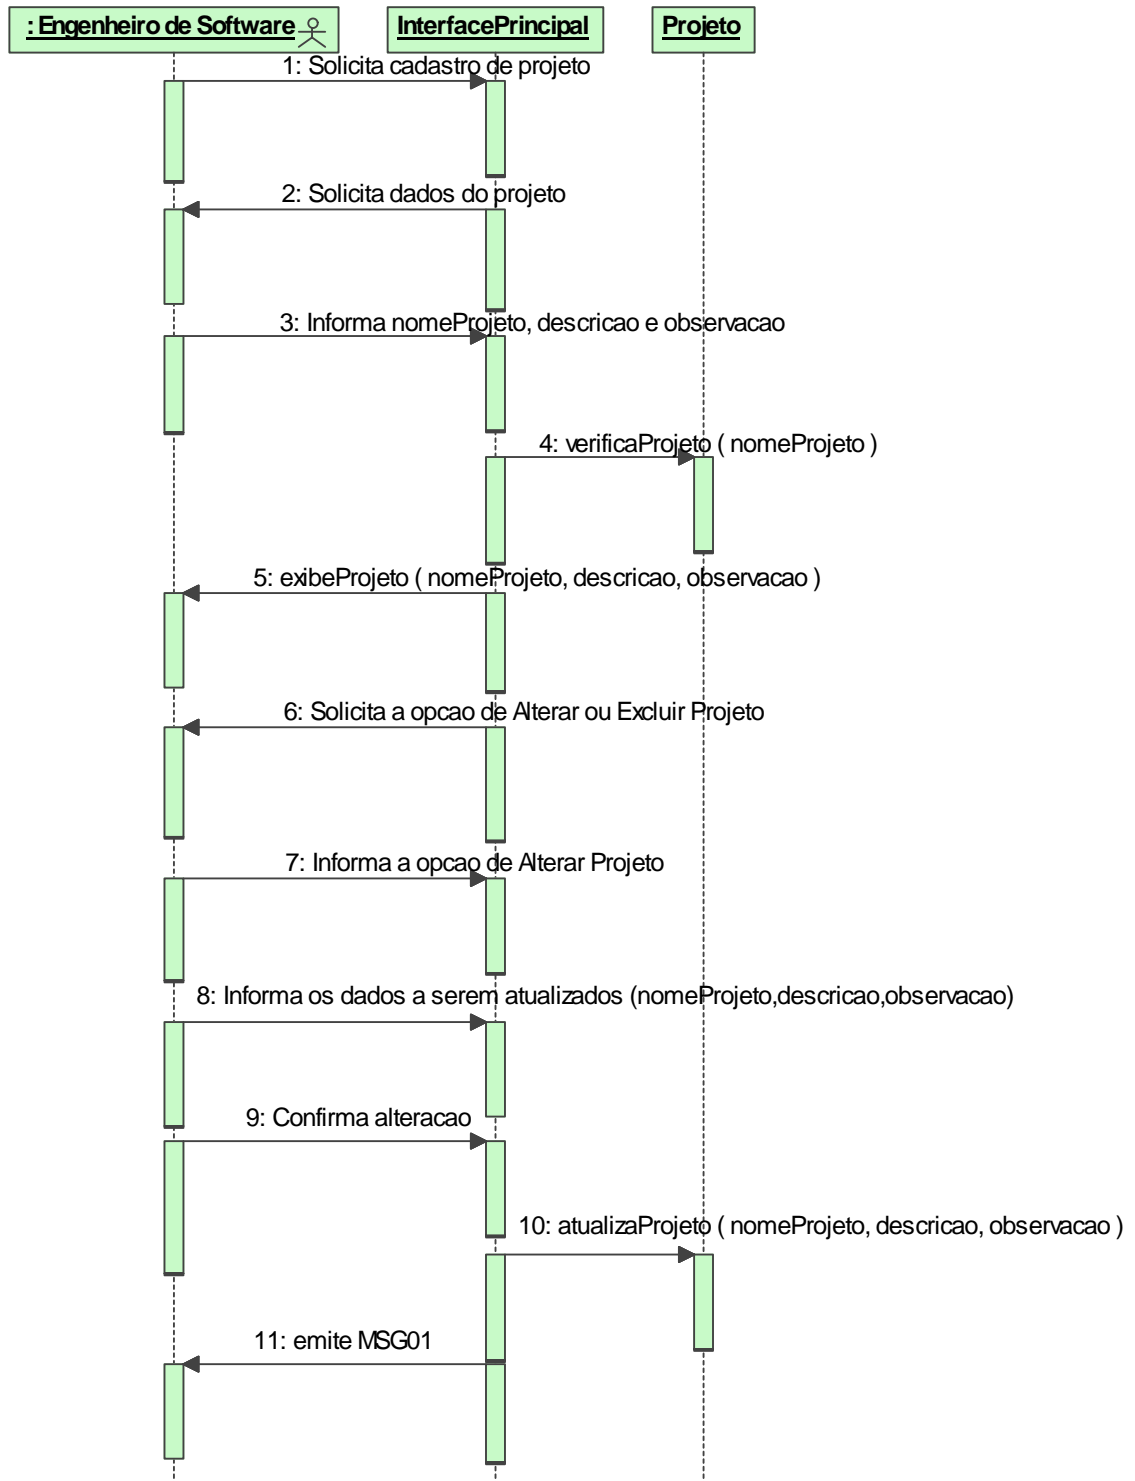 : Engenheiro de Software
InterfacePrincipal
Projeto
1: Solicita cadastro de projeto
2: Solicita dados do projeto
3: Informa nomeProjeto, descricao e observacao
4: verificaProjeto ( nomeProjeto )
5: exibeProjeto ( nomeProjeto, descricao, observacao )
6: Solicita a opcao de Alterar ou Excluir Projeto
7: Informa a opcao de Alterar Projeto
8: Informa os dados a serem atualizados (nomeProjeto,descricao,observacao)
9: Confirma alteracao
10: atualizaProjeto ( nomeProjeto, descricao, observacao )
11: emite MSG01